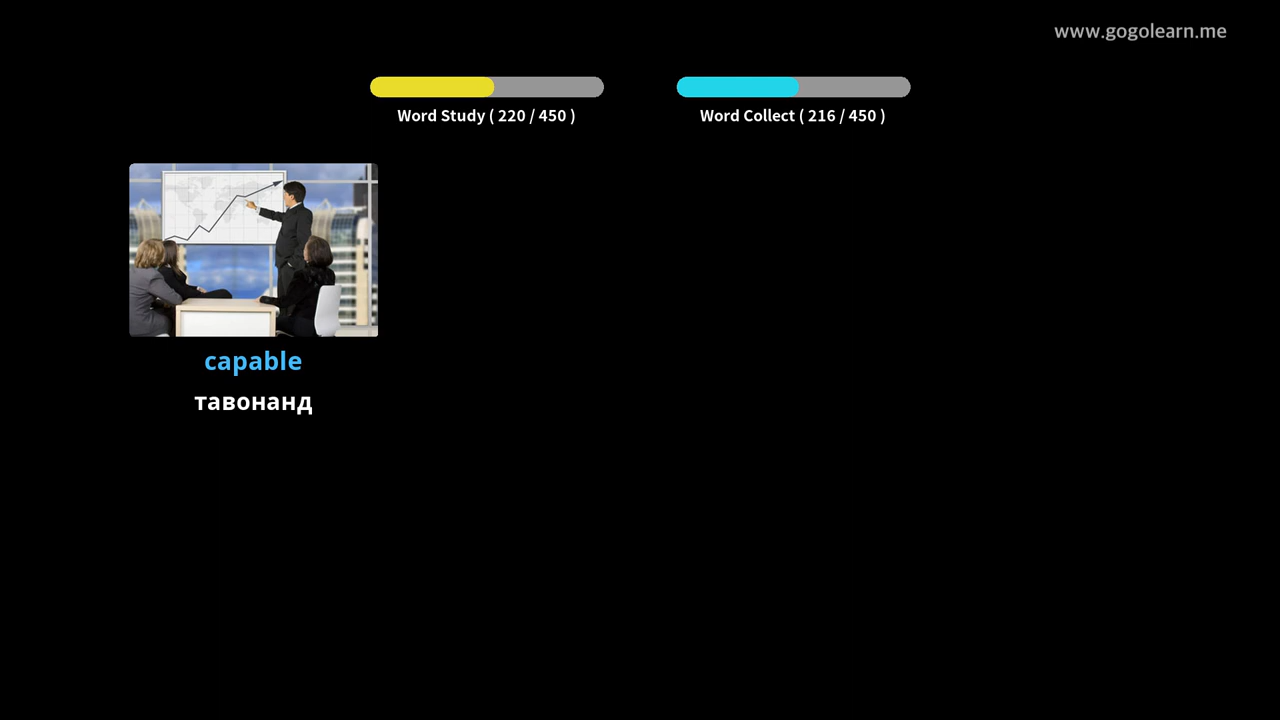 www.gogolearn.me
Word Study ( 220 / 450 )
Word Collect ( 216 / 450 )
capable
тавонанд